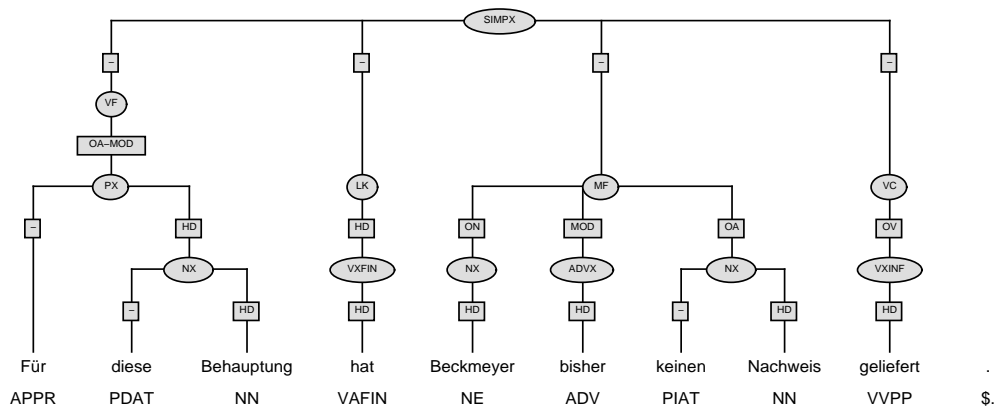 SIMPX
– – – –
VF
OA–MOD
PX LK MF VC
– HD HD ON MOD OA OV
NX VXFIN NX ADVX NX VXINF
– HD HD HD HD – HD HD
Für diese Behauptung hat Beckmeyer bisher keinen Nachweis geliefert .
APPR PDAT NN VAFIN NE ADV PIAT NN VVPP $.